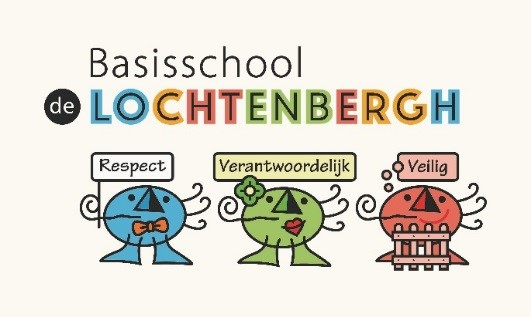 Basisschool
de LOCHTENBERGH
Respect Verantwoordelijk Veilig